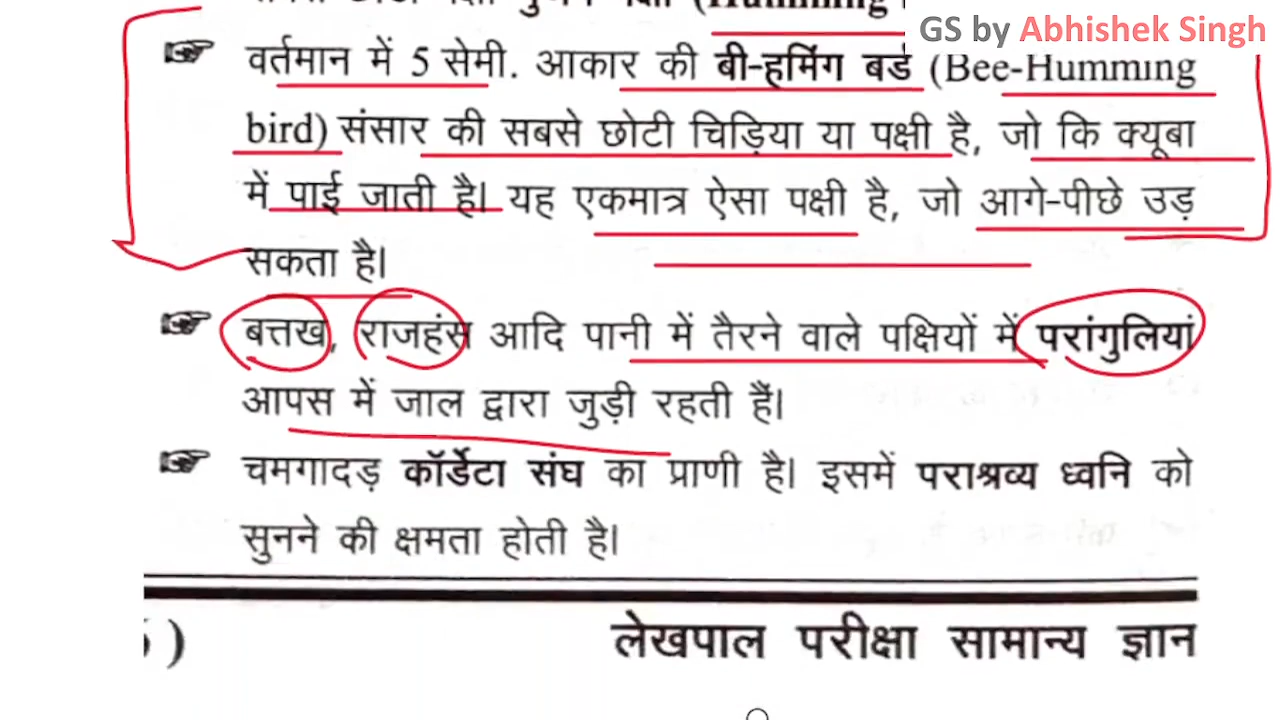 GS by Abhishek Singh
(Humming
वर्तमान में 5 सेमी. आकार की बी-हमिंग बर्ड (Bee-Humming
bird) संसार की सबसे छोटी चिड़िया या पक्षी है, जो कि क्यूबा
में पाई जाती है। यह एकमात्र ऐसा पक्षी है, जो आगे-पीछे उड़
सकता है।
बत्तख, राजहंस आदि पानी में तैरने वाले पक्षियों में परांगुलियां
आपस में जाल द्वारा जुड़ी रहती हैं।
चमगादड़ कॉर्डेटा संघ का प्राणी है। इसमें पराश्रव्य ध्वनि को
सुनने की क्षमता होती है।
) लेखपाल परीक्षा सामान्य ज्ञान